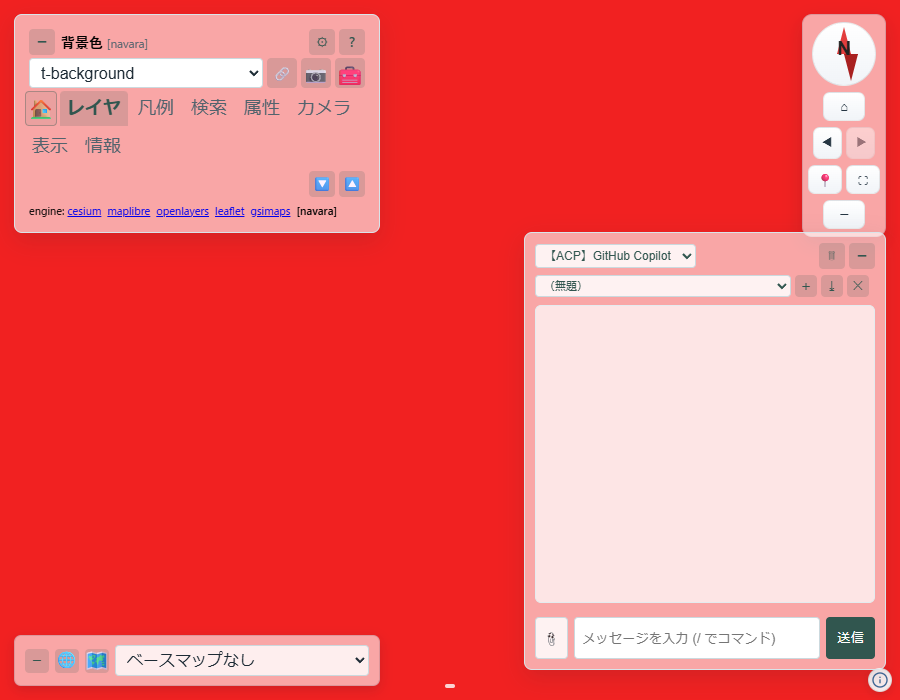 背景色 [navara]
?
t-background
レイヤ 凡例 検索 属性 カメラ
表示 情報
engine: cesium maplibre openlayers leaflet gsimaps [navara]
N
【ACP】GitHub Copilot
（無題）
メッセージを入力 (/ でコマンド)
送信
ベースマップなし